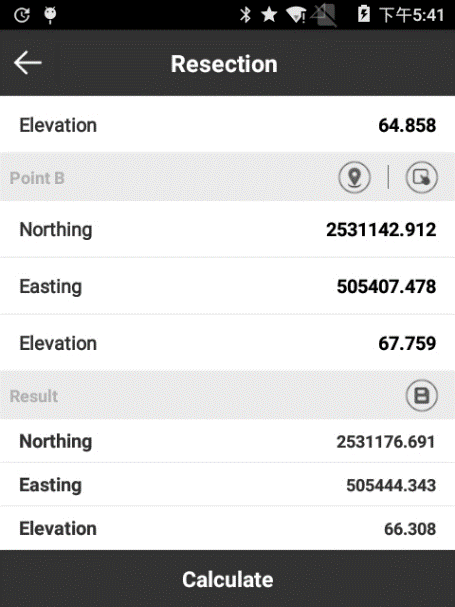 下午5:41
Resection
Elevation 64.858
Point B
Northing 2531142.912
Easting 505407.478
Elevation 67.759
Result
Northing 2531176.691
Easting 505444.343
Elevation 66.308
Calculate